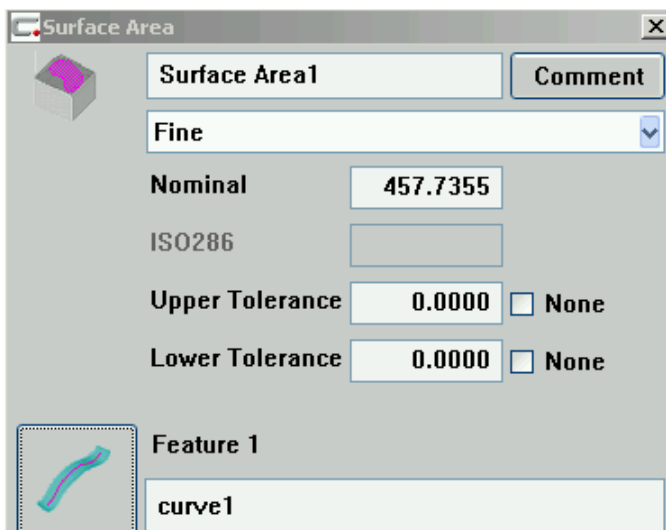 Surface Area
Surface Area1 Comment
Fine
Nominal 457.7355
ISO286
Upper Tolerance 0.0000 None
Lower Tolerance 0.0000 None
Feature 1
curve1